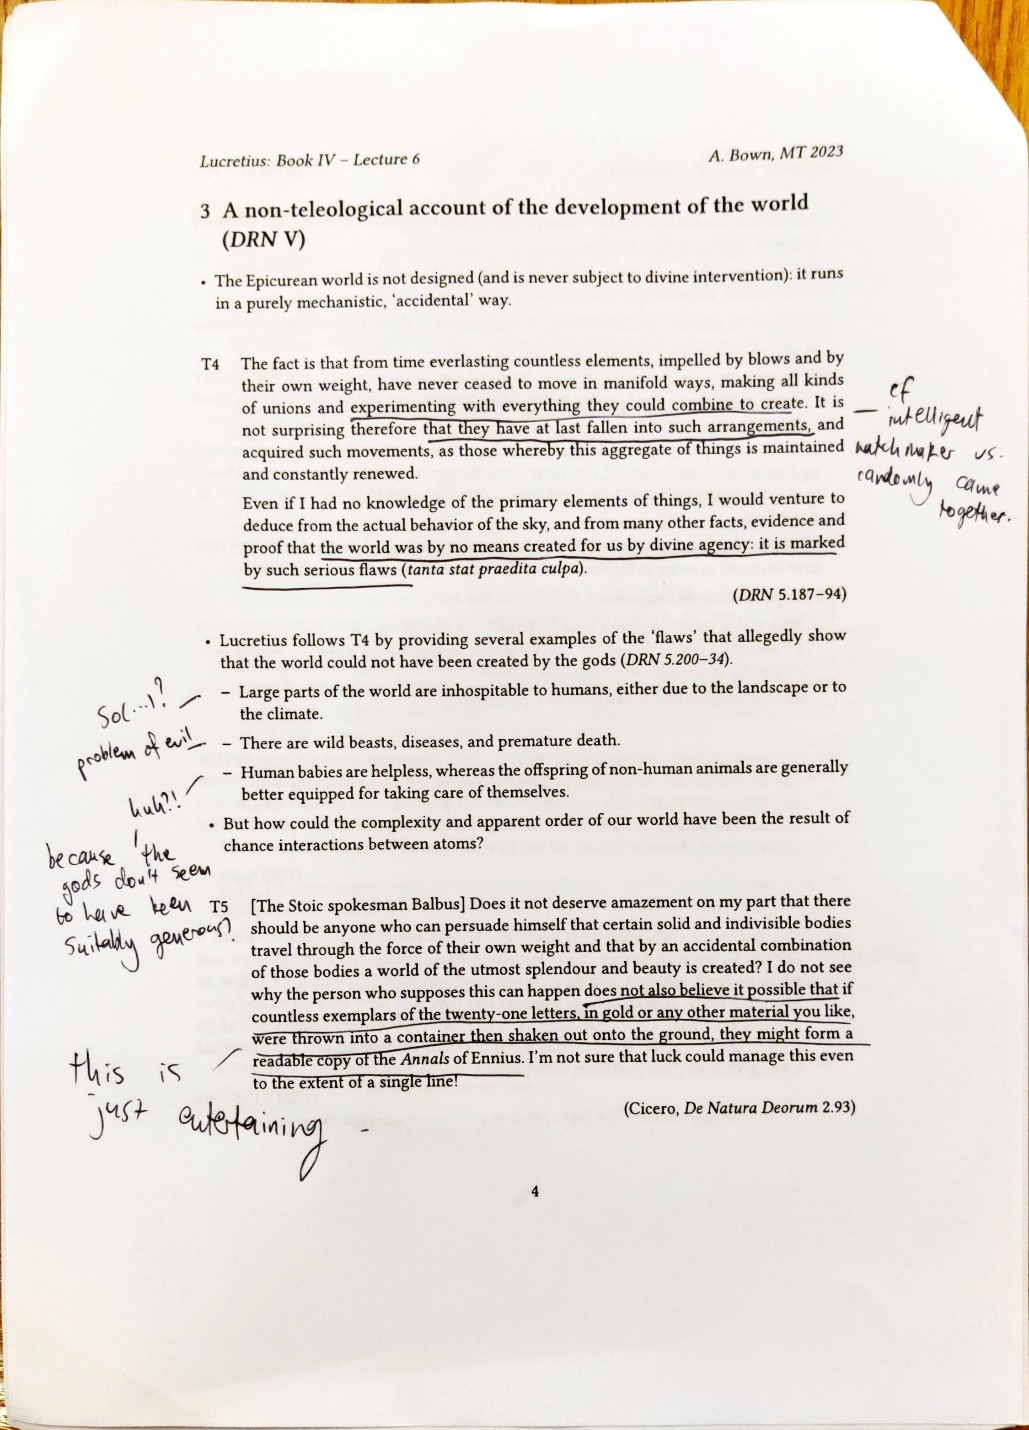 Lucretius: Book IV – Lecture 6
A. Bown, MT 2023
3 A non-teleological account of the development of the world
(DRN V)
• The Epicurean world is not designed (and is never subject to divine intervention): it runs
in a purely mechanistic, ‘accidental’ way.
T4 The fact is that from time everlasting countless elements, impelled by blows and by
their own weight, have never ceased to move in manifold ways, making all kinds
of unions and experimenting with everything they could combine to create. It is
not surprising therefore that they have at last fallen into such arrangements, and
acquired such movements, as those whereby this aggregate of things is maintained
and constantly renewed.
cf
intelligent
watchmaker vs.
randomly came
together.
Even if I had no knowledge of the primary elements of things, I would venture to
deduce from the actual behavior of the sky, and from many other facts, evidence and
proof that the world was by no means created for us by divine agency: it is marked
by such serious flaws (tanta stat praedita culpa).
(DRN 5.187–94)
• Lucretius follows T4 by providing several examples of the ‘flaws’ that allegedly show
that the world could not have been created by the gods (DRN 5.200–34).
– Large parts of the world are inhospitable to humans, either due to the landscape or to
the climate.
problem of evil
– There are wild beasts, diseases, and premature death.
– Human babies are helpless, whereas the offspring of non-human animals are generally
better equipped for taking care of themselves.
huh?!
because the
gods don't seem
to have been
suitably generous?
• But how could the complexity and apparent order of our world have been the result of
chance interactions between atoms?
T5 [The Stoic spokesman Balbus] Does it not deserve amazement on my part that there
should be anyone who can persuade himself that certain solid and indivisible bodies
travel through the force of their own weight and that by an accidental combination
of those bodies a world of the utmost splendour and beauty is created? I do not see
why the person who supposes this can happen does not also believe it possible that if
countless exemplars of the twenty-one letters, in gold or any other material you like,
were thrown into a container then shaken out onto the ground, they might form a
readable copy of the Annals of Ennius. I’m not sure that luck could manage this even
to the extent of a single line!
this is
just entertaining
(Cicero, De Natura Deorum 2.93)
4